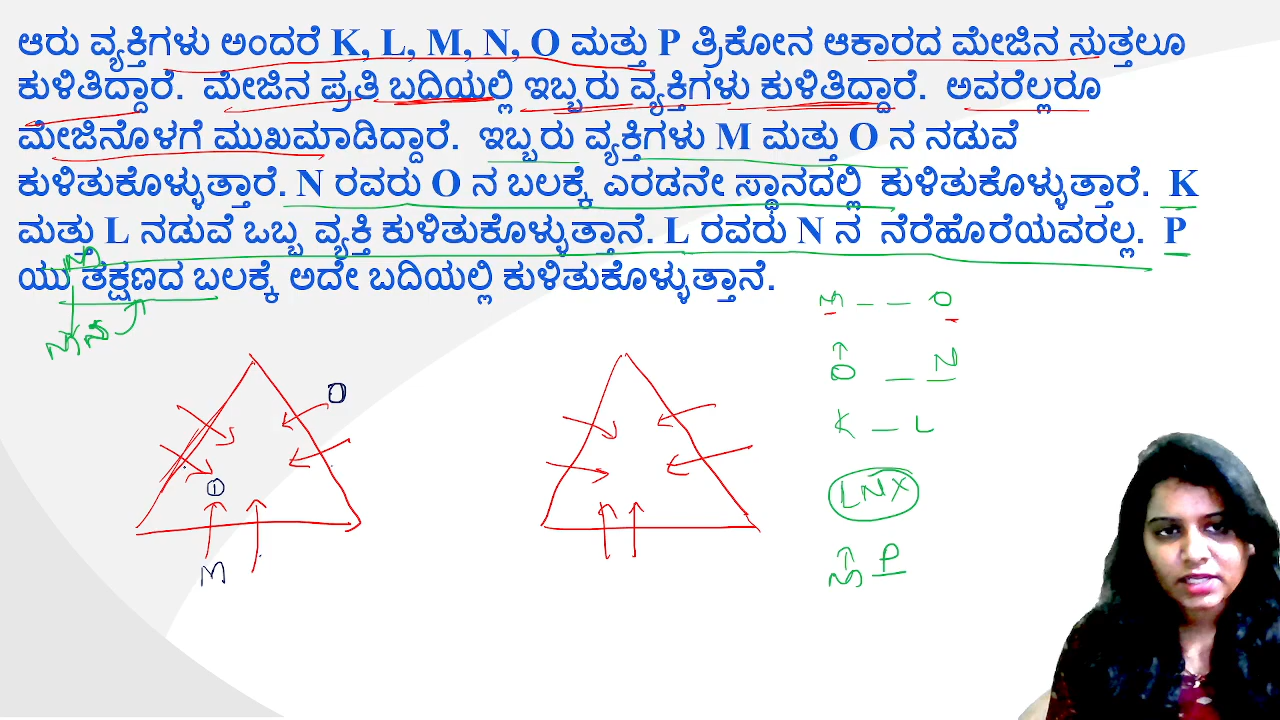 ಆರು ವ್ಯಕ್ತಿಗಳು ಅಂದರೆ K, L, M, N, O ಮತ್ತು P ತ್ರಿಕೋನ ಆಕಾರದ ಮೇಜಿನ ಸುತ್ತಲೂ
ಕುಳಿತಿದ್ದಾರೆ. ಮೇಜಿನ ಪ್ರತಿ ಬದಿಯಲ್ಲಿ ಇಬ್ಬರು ವ್ಯಕ್ತಿಗಳು ಕುಳಿತಿದ್ದಾರೆ. ಅವರೆಲ್ಲರೂ
ಮೇಜಿನೊಳಗೆ ಮುಖಮಾಡಿದ್ದಾರೆ. ಇಬ್ಬರು ವ್ಯಕ್ತಿಗಳು M ಮತ್ತು O ನ ನಡುವೆ
ಕುಳಿತುಕೊಳ್ಳುತ್ತಾರೆ. N ರವರು O ನ ಬಲಕ್ಕೆ ಎರಡನೇ ಸ್ಥಾನದಲ್ಲಿ ಕುಳಿತುಕೊಳ್ಳುತ್ತಾರೆ. K
ಮತ್ತು L ನಡುವೆ ಒಬ್ಬ ವ್ಯಕ್ತಿ ಕುಳಿತುಕೊಳ್ಳುತ್ತಾನೆ. L ರವರು N ನ ನೆರೆಹೊರೆಯವರಲ್ಲ. P
ಯು ತಕ್ಷಣದ ಬಲಕ್ಕೆ ಅದೇ ಬದಿಯಲ್ಲಿ ಕುಳಿತುಕೊಳ್ಳುತ್ತಾನೆ.
M _ _ O
O _ N
K _ L
LNX
M P
O
①
M